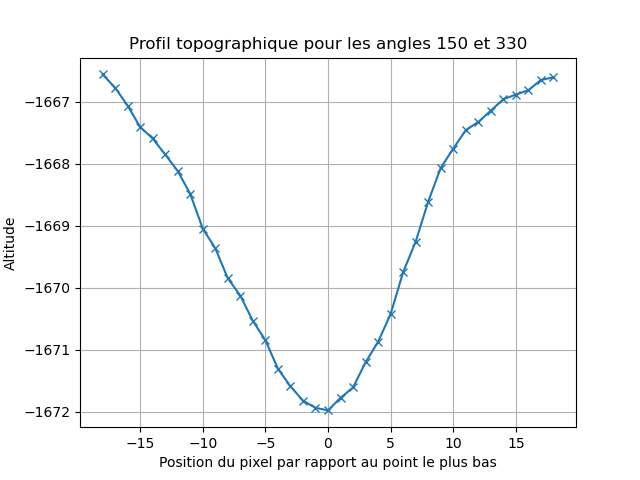 Profil topographique pour les angles 150 et 330
−1667
−1668
−1669
−1670
−1671
−1672
Altitude
−15 −10 −5 0 5 10 15
Position du pixel par rapport au point le plus bas